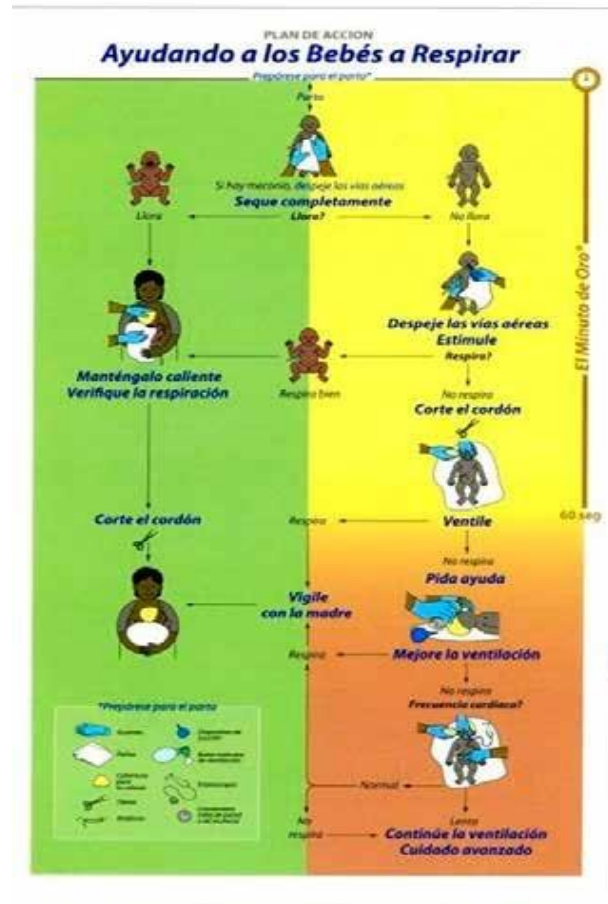 PLAN DE ACCION
Ayudando a los Bebés a Respirar
Prepárese para el parto*
Parto
Si hay meconio, despeje las vías aéreas
Seque completamente
Llora
Llora?
No llora
Despeje las vías aéreas
Estimule
Respira?
Manténgalo caliente
Verifique la respiración
Respira bien
No respira
Corte el cordón
El Minuto de Oro*
60 seg
Corte el cordón
Respira
Ventile
No respira
Pida ayuda
Vigile
con la madre
Respira
Mejore la ventilación
No respira
Frecuencia cardíaca?
*Prepárese para el parto
Guantes
Paños
Tijeras
Normal
No
respira
Lenta
Continúe la ventilación
Cuidado avanzado